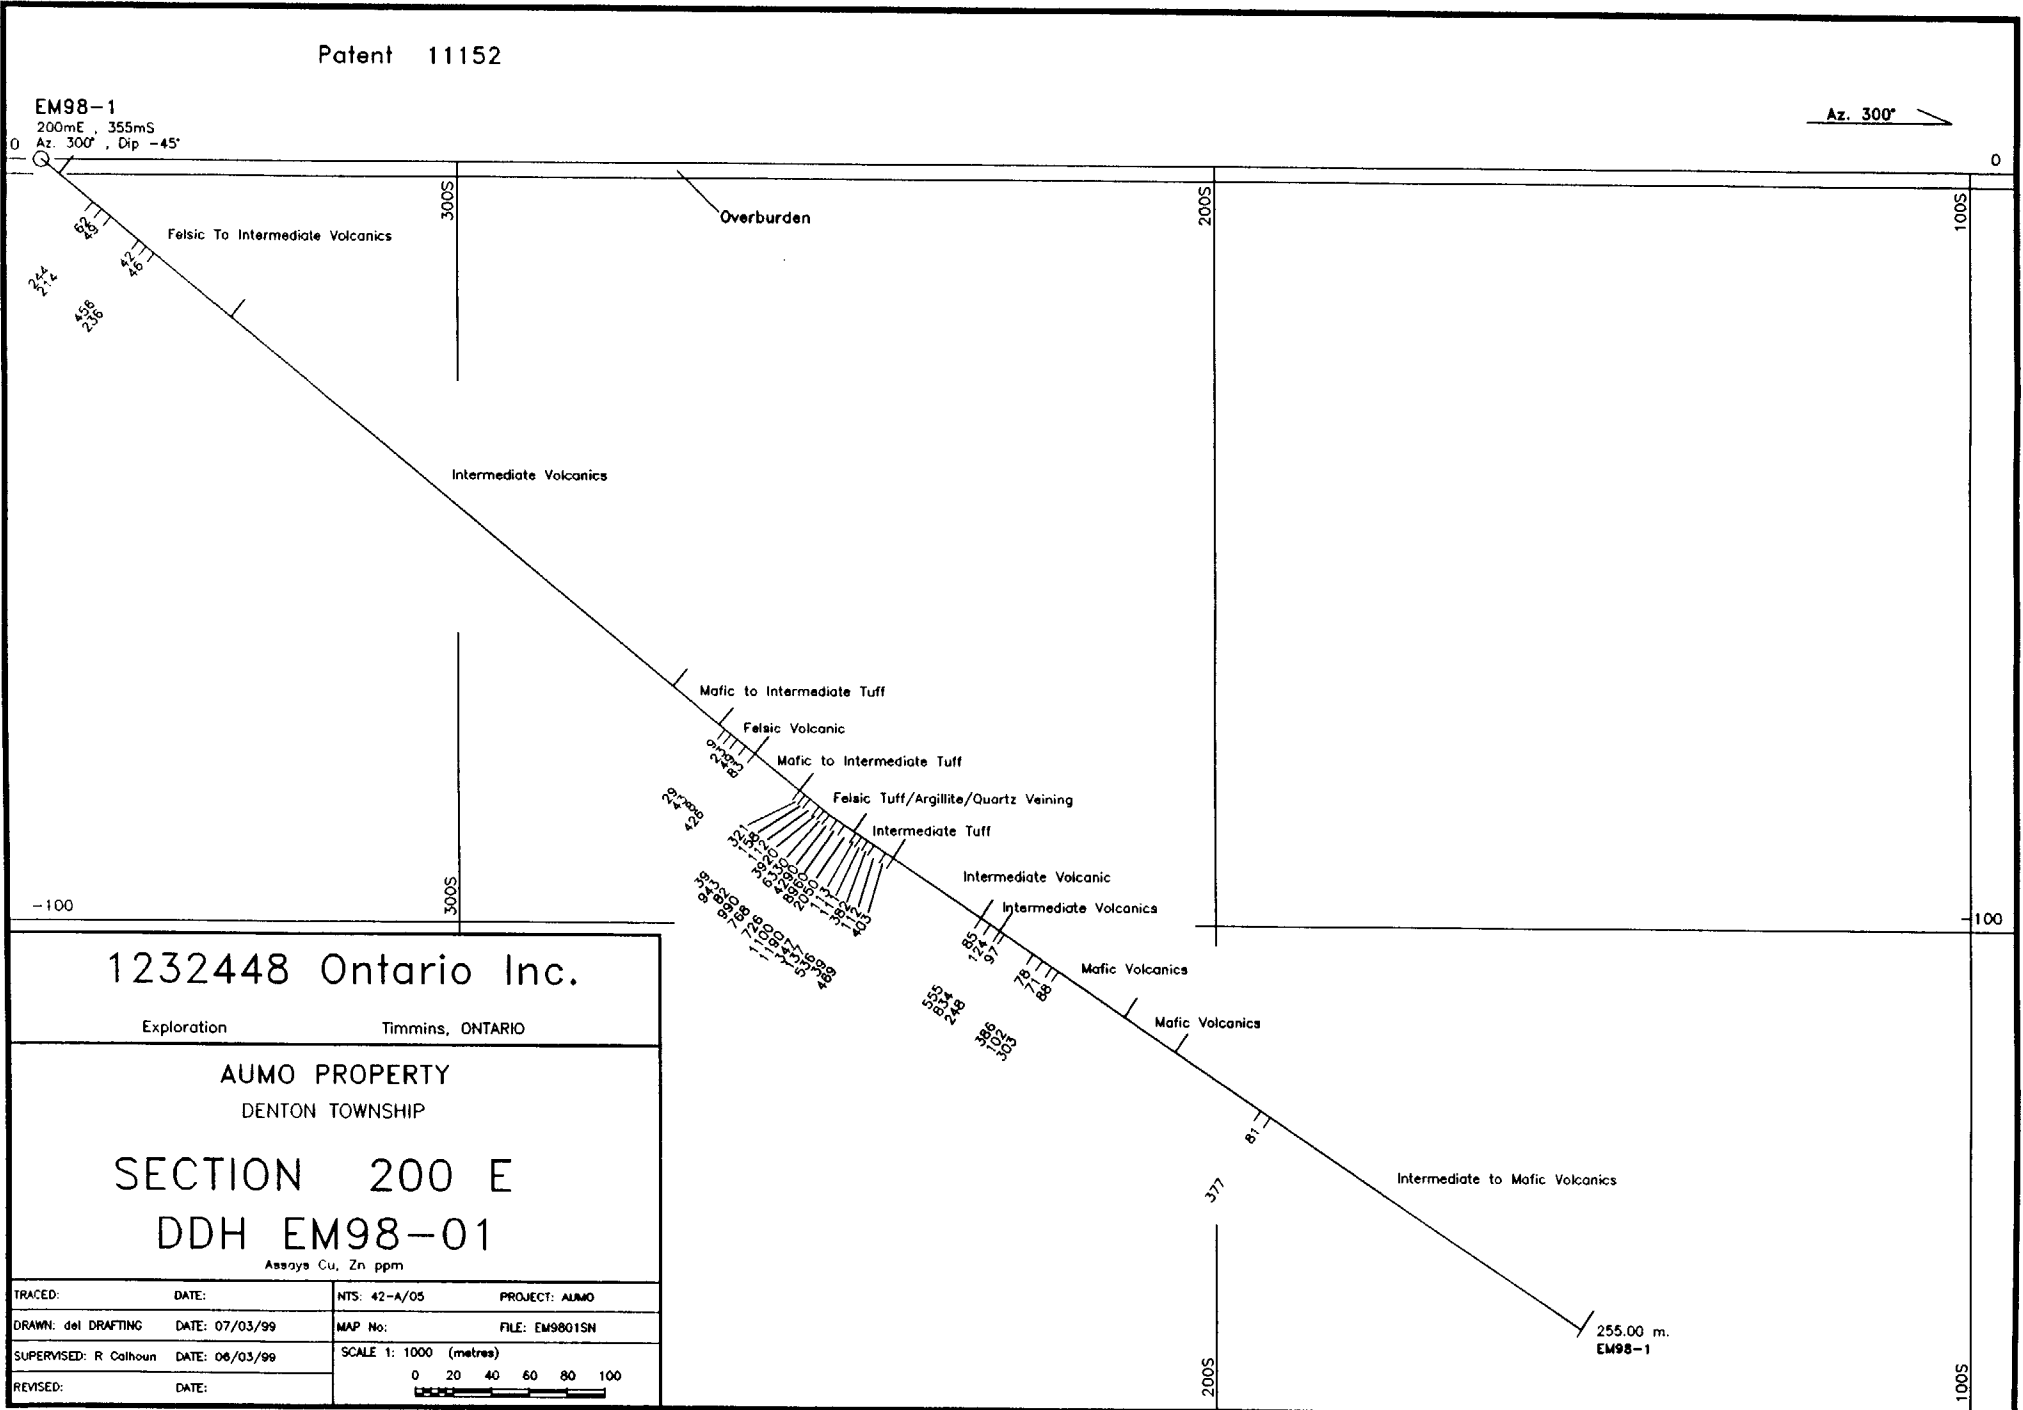 Patent 11152
EM98-1
200mE , 355mS
Az. 300° , Dip -45°
Az. 300°
0
0
300S
200S
100S
Overburden
62
49
Felsic To Intermediate Volcanics
42
46
244
214
458
236
Intermediate Volcanics
Mafic to Intermediate Tuff
Felsic Volcanic
Mafic to Intermediate Tuff
Felsic Tuff/Argillite/Quartz Veining
Intermediate Tuff
Intermediate Volcanic
Intermediate Volcanics
-100
300S
-100
85
124
97
78
71
88
Mafic Volcanics
555
834
248
386
1102
303
Mafic Volcanics
81
377
Intermediate to Mafic Volcanics
255.00 m.
EM98-1
200S
100S
1232448 Ontario Inc.
Exploration Timmins, ONTARIO
AUMO PROPERTY
DENTON TOWNSHIP
SECTION 200 E
DDH EM98-01
Assays Cu, Zn ppm
TRACED: DATE: NTS: 42-A/05 PROJECT: AUMO
DRAWN: del DRAFTING DATE: 07/03/99 MAP No: FILE: EM9801SN
SUPERVISED: R Calhoun DATE: 06/03/99 SCALE 1: 1000 (metres)
0 20 40 60 80 100
REVISED: DATE: